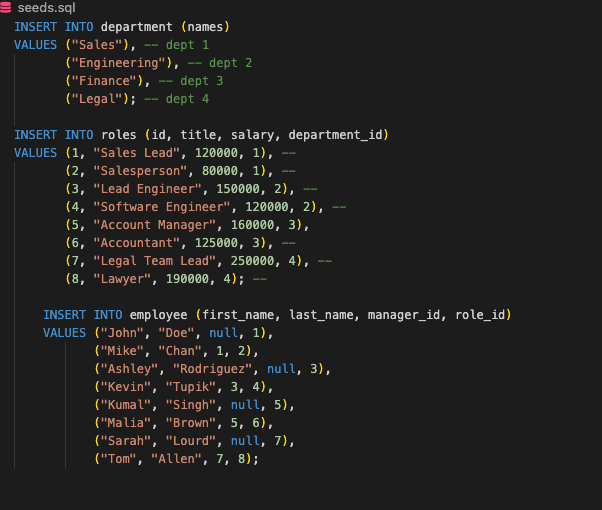 seeds.sql
INSERT INTO department (names)
VALUES ("Sales"), -- dept 1
("Engineering"), -- dept 2
("Finance"), -- dept 3
("Legal"); -- dept 4
INSERT INTO roles (id, title, salary, department_id)
VALUES (1, "Sales Lead", 120000, 1), --
(2, "Salesperson", 80000, 1), --
(3, "Lead Engineer", 150000, 2), --
(4, "Software Engineer", 120000, 2), --
(5, "Account Manager", 160000, 3),
(6, "Accountant", 125000, 3), --
(7, "Legal Team Lead", 250000, 4), --
(8, "Lawyer", 190000, 4); --
INSERT INTO employee (first_name, last_name, manager_id, role_id)
VALUES ("John", "Doe", null, 1),
("Mike", "Chan", 1, 2),
("Ashley", "Rodriguez", null, 3),
("Kevin", "Tupik", 3, 4),
("Kumal", "Singh", null, 5),
("Malia", "Brown", 5, 6),
("Sarah", "Lourd", null, 7),
("Tom", "Allen", 7, 8);